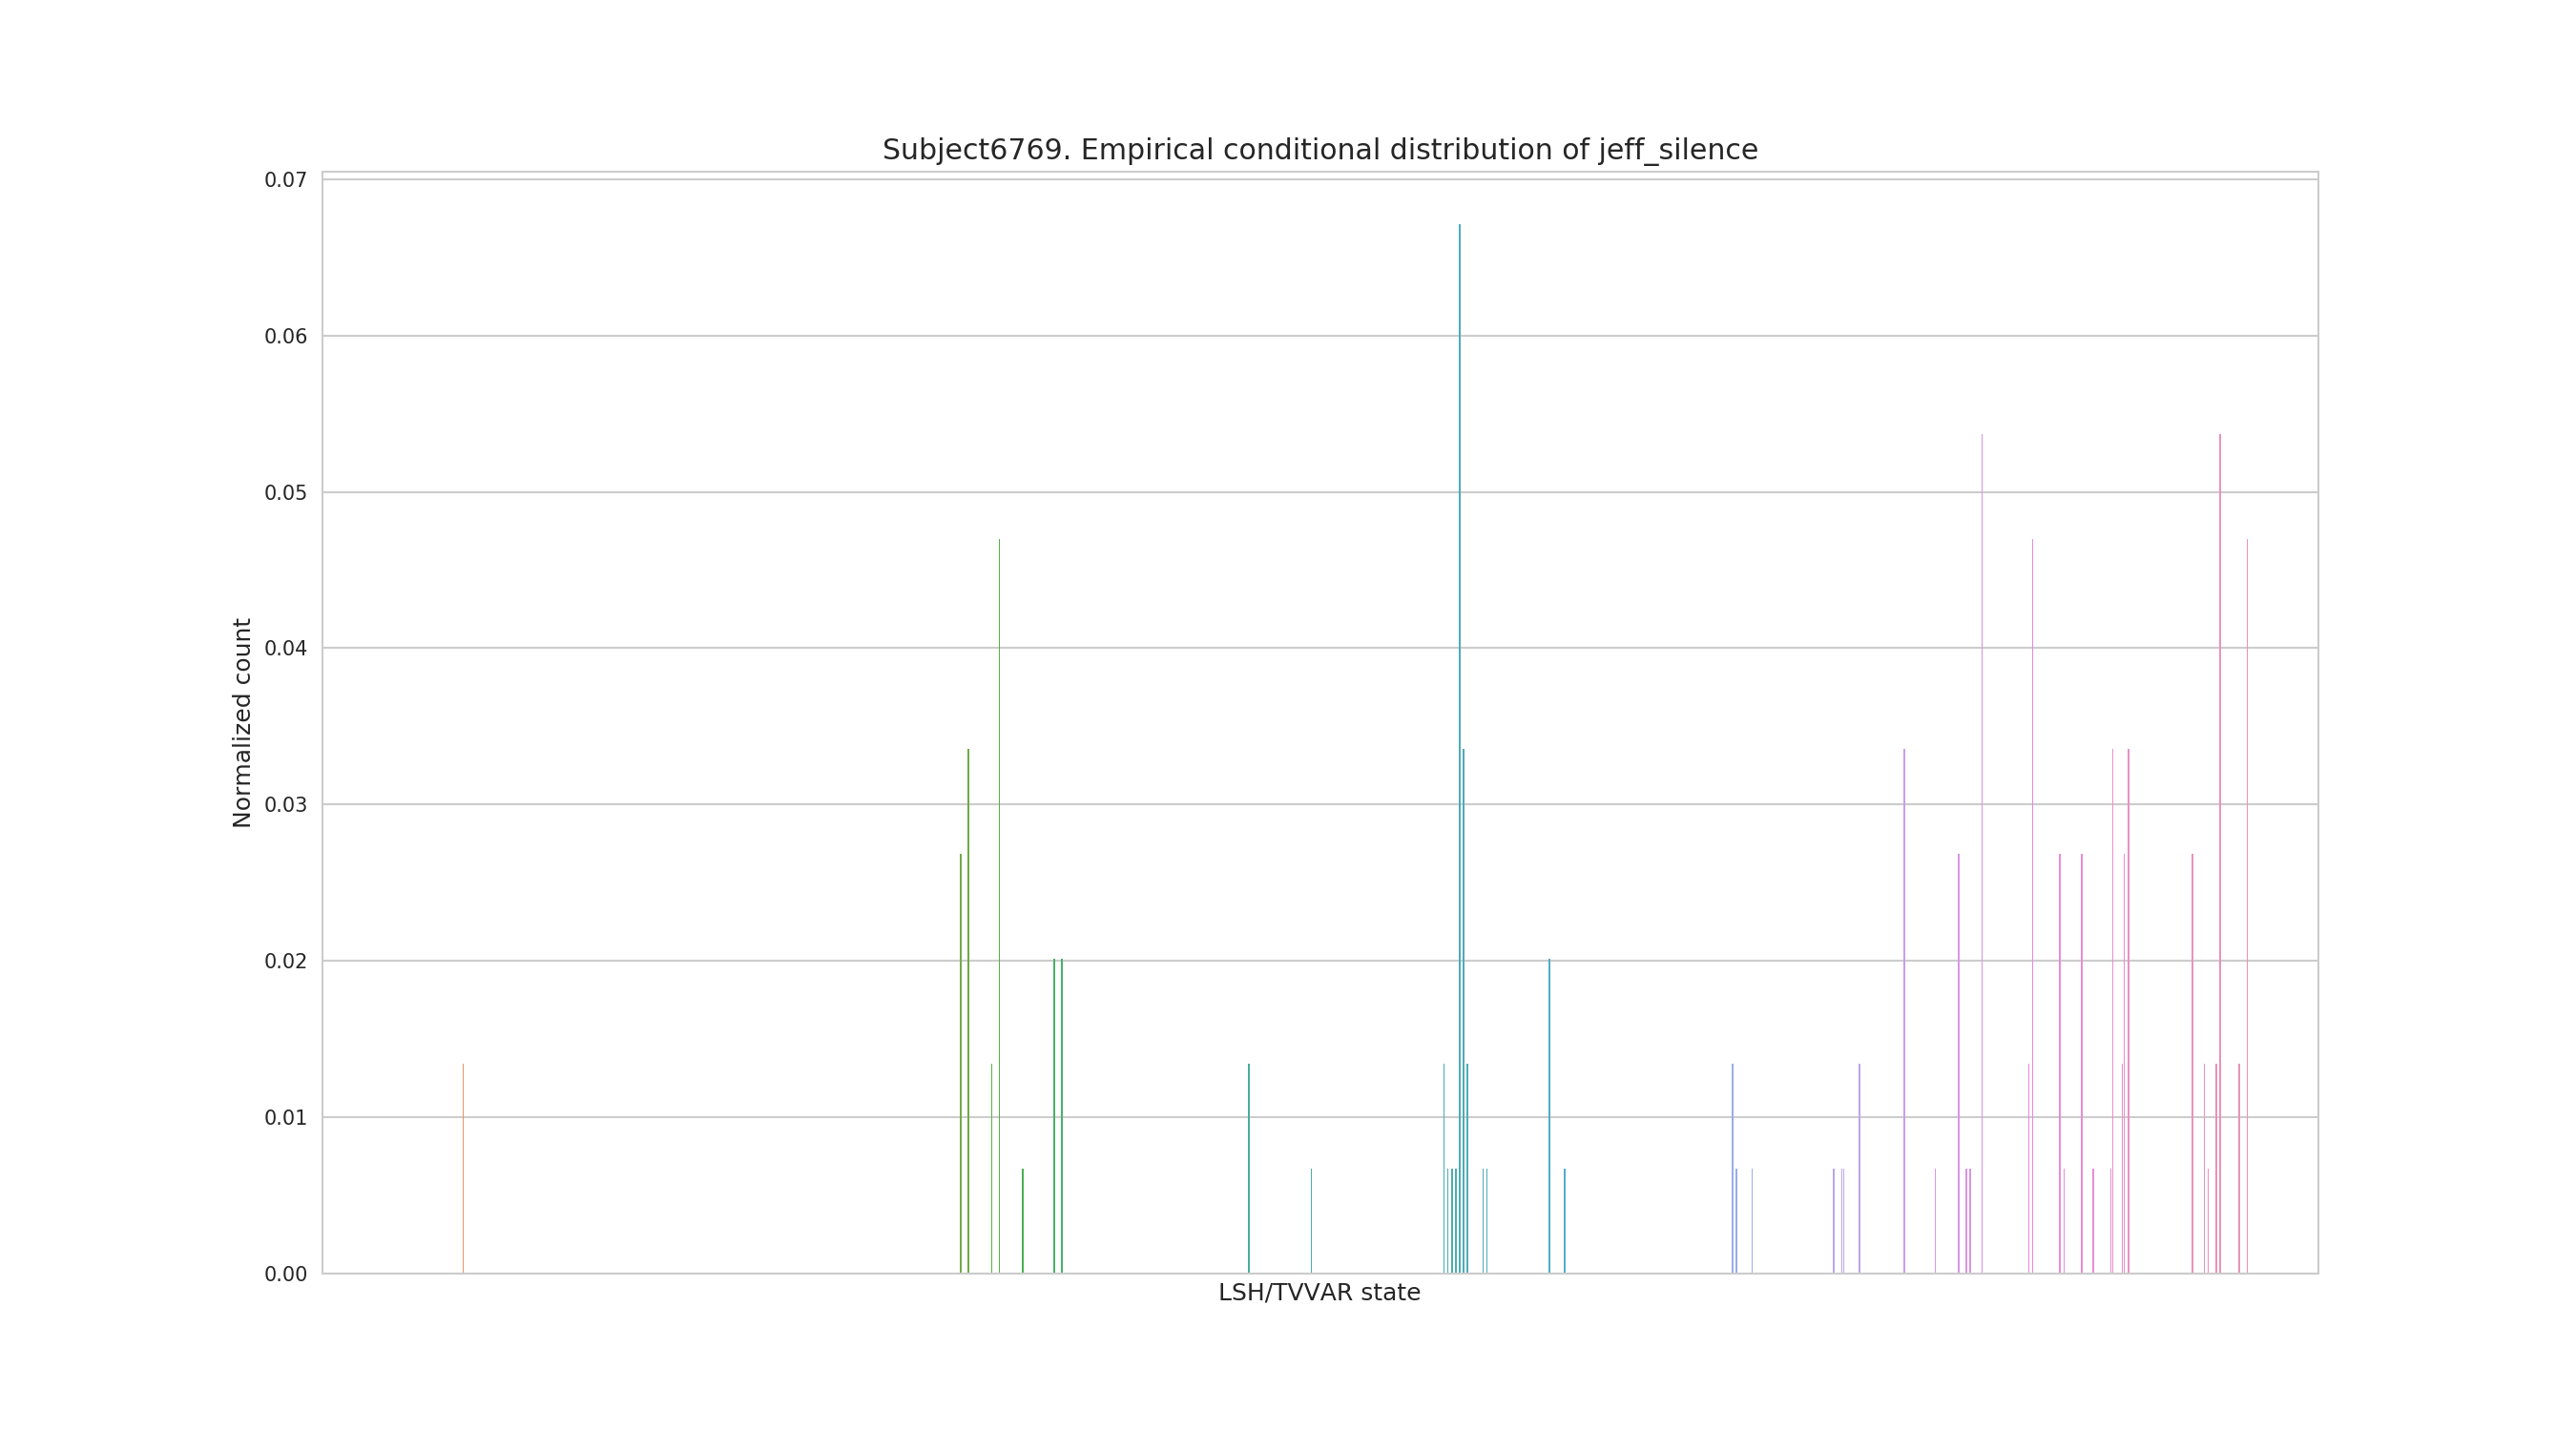 Subject6769. Empirical conditional distribution of jeff_silence
0.07
0.06
0.05
0.04
0.03
0.02
0.01
0.00
Normalized count
LSH/TVVAR state